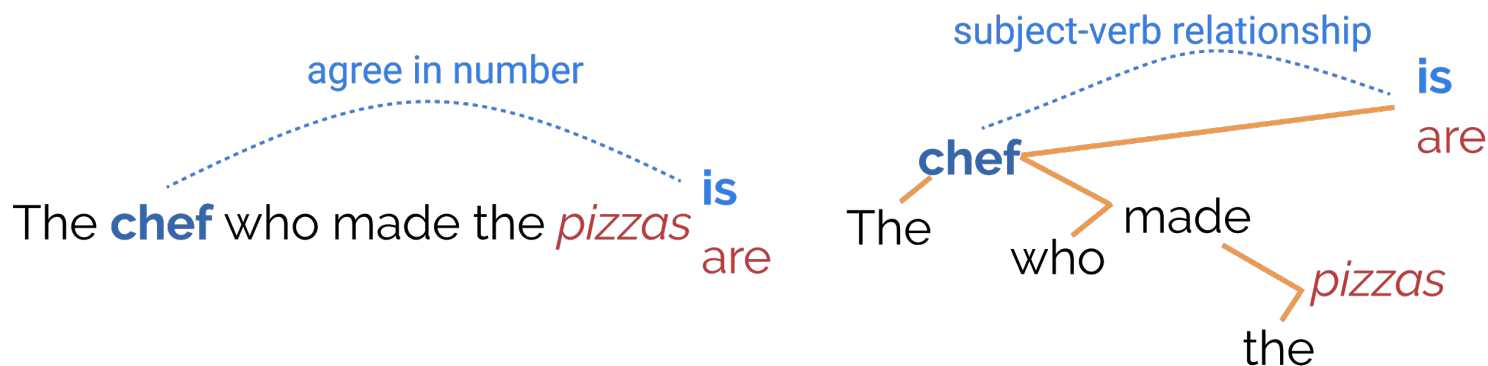 agree in number
is
The chef who made the pizzas
are
subject-verb relationship
is
are
chef
The
made
who
pizzas
the